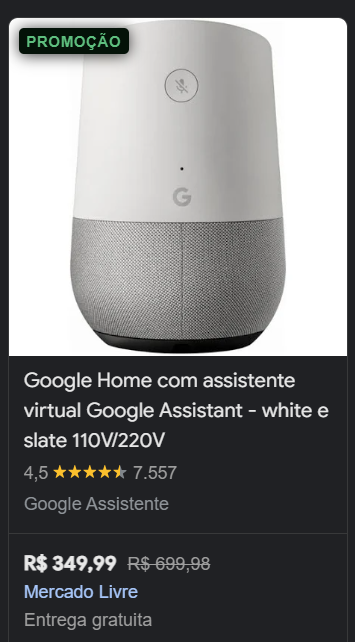 PROMOÇÃO
G
Google Home com assistente
virtual Google Assistant - white e
slate 110V/220V
4,5 7.557
Google Assistente
R$ 349,99 R$ 699,98
Mercado Livre
Entrega gratuita